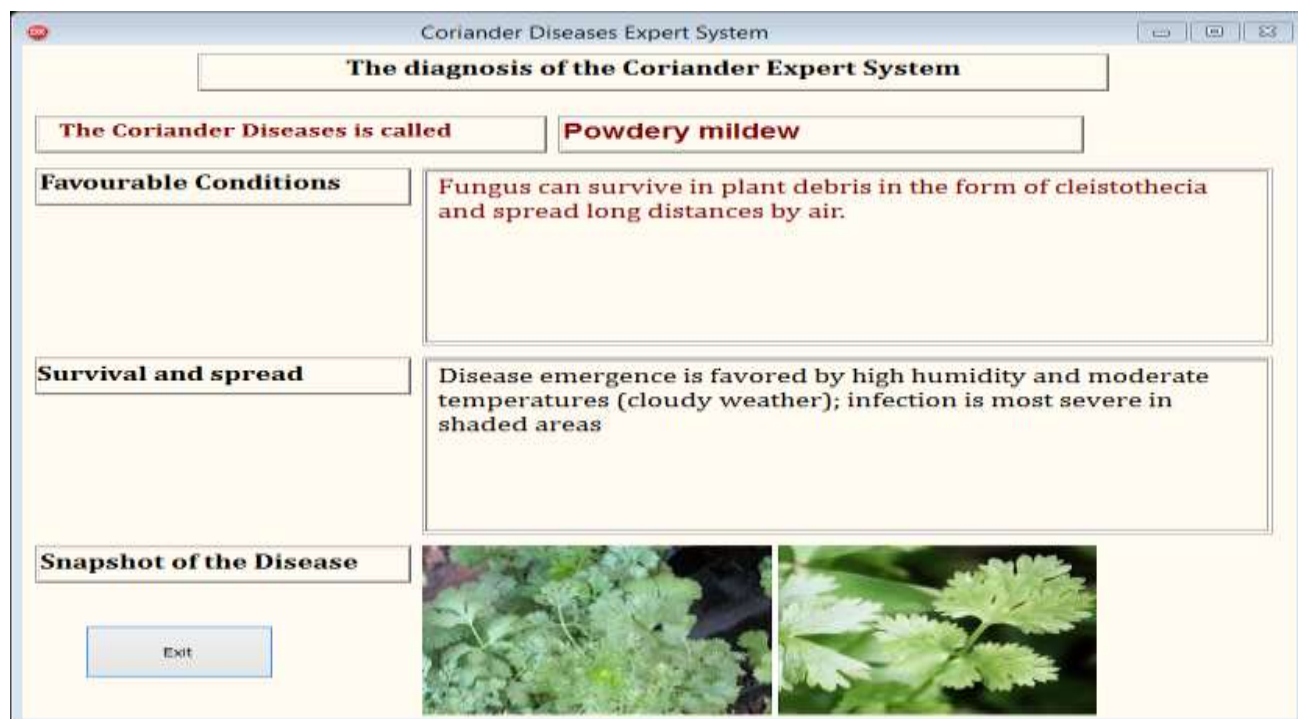 Coriander Diseases Expert System
The diagnosis of the Coriander Expert System
The Coriander Diseases is called
Powdery mildew
Favourable Conditions
Fungus can survive in plant debris in the form of cleistothecia
and spread long distances by air.
Survival and spread
Disease emergence is favored by high humidity and moderate
temperatures (cloudy weather); infection is most severe in
shaded areas
Snapshot of the Disease
Exit